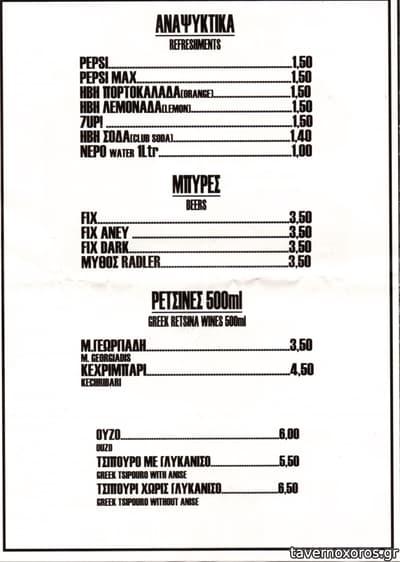 ΑΝΑΨΥΚΤΙΚΑ
REFRESHMENTS
PEPSI 1,50
PEPSI MAX 1,50
ΗΒΗ ΠΟΡΤΟΚΑΛΑΔΑ(ORANGE) 1,50
ΗΒΗ ΛΕΜΟΝΑΔΑ(LEMON) 1,50
7UP! 1,50
ΗΒΗ ΣΟΔΑ(CLUB SODA) 1,40
ΝΕΡΟ WATER 1Ltr 1,00
ΜΠΥΡΕΣ
BEERS
FIX 3,50
FIX ΑΝΕΥ 3,50
FIX DARK 3,50
ΜΥΘΟΣ RADLER 3,50
ΡΕΤΣΙΝΕΣ 500ml
GREEK RETSINA WINES 500ml
Μ.ΓΕΩΡΓΙΑΔΗ 3,50
M. GEORGIADIS
ΚΕΧΡΙΜΠΑΡΙ 4,50
KECHRIBARI
ΟΥΖΟ 6,00
OUZO
ΤΣΙΠΟΥΡΟ ΜΕ ΓΛΥΚΑΝΙΣΟ 5,50
GREEK TSIPOURO WITH ANISE
ΤΣΙΠΟΥΡΙ ΧΩΡΙΣ ΓΛΥΚΑΝΙΣΟ 6,50
GREEK TSIPOURO WITHOUT ANISE
tavernoxoros.gr